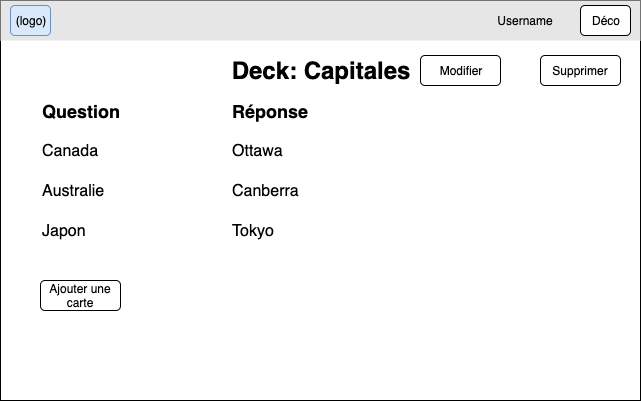 (logo) Username Déco
Deck: Capitales Modifier Supprimer
Question Réponse
Canada Ottawa
Australie Canberra
Japon Tokyo
Ajouter une
carte